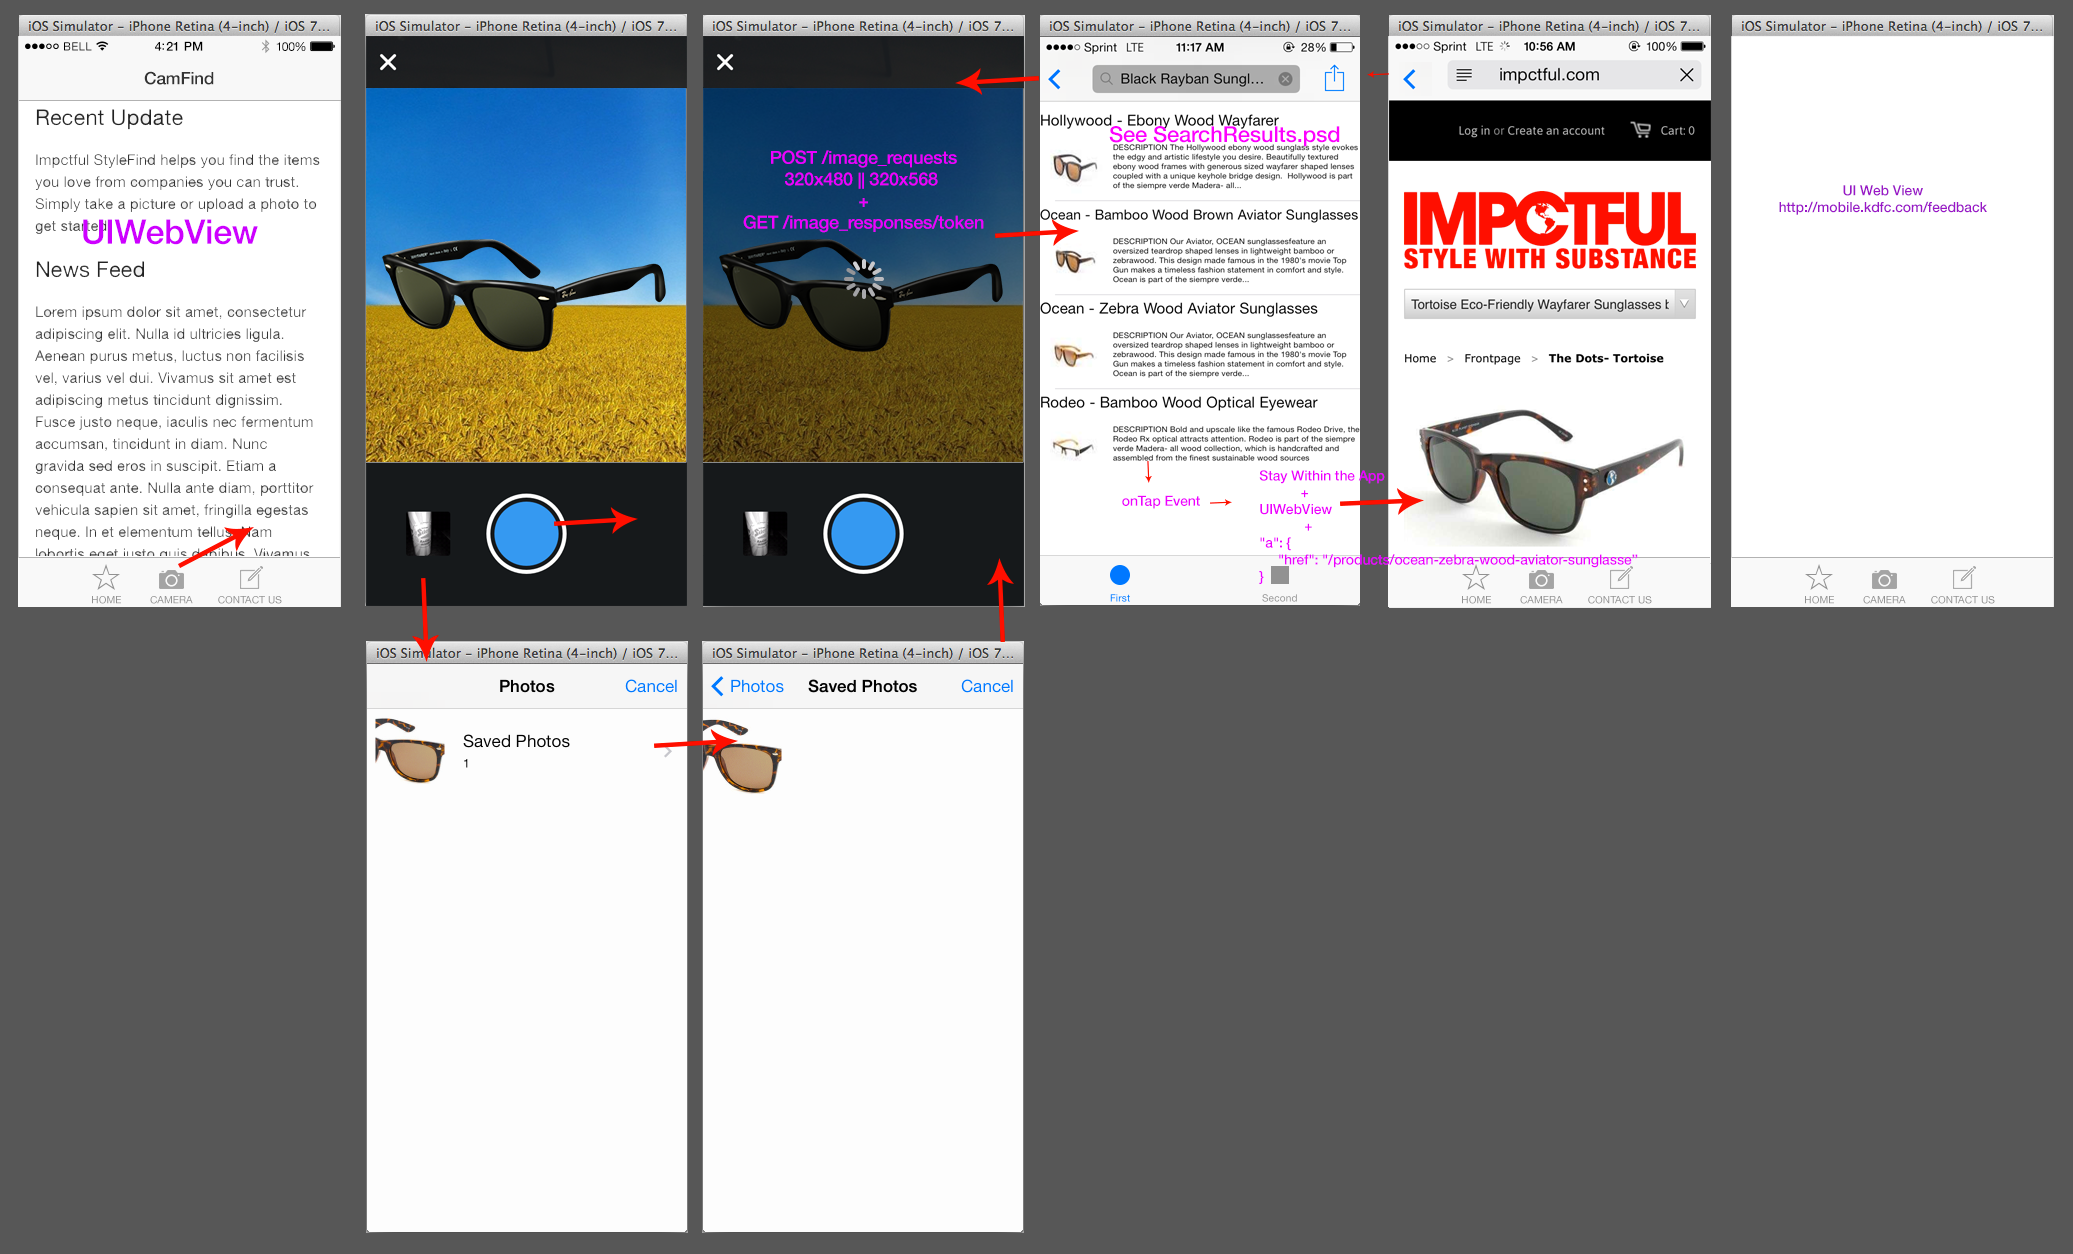 iOS Simulator – iPhone Retina (4–inch) / iOS 7...
BELL
4:21 PM
100%
CamFind
Recent Update
Impctful StyleFind helps you find the items
you love from companies you can trust.
Simply take a picture or upload a photo to
get started.
UIWebView
News Feed
Lorem ipsum dolor sit amet, consectetur
adipiscing elit. Nulla id ultricies ligula.
Aenean purus metus, luctus non facilisis
vel, varius vel dui. Vivamus sit amet est
adipiscing metus tincidunt dignissim.
Fusce justo neque, iaculis nec fermentum
accumsan, tincidunt in diam. Nunc
gravida sed eros in suscipit. Etiam a
consequat ante. Nulla ante diam, porttitor
vehicula sapien sit amet, fringilla egestas
neque. In et elementum tellus. Nam
lobortis eget justo quis dapibus. Vivamus
HOME
CAMERA
CONTACT US
iOS Simulator – iPhone Retina (4–inch) / iOS 7...
Ray-Ban
iOS Simulator – iPhone Retina (4–inch) / iOS 7...
POST /image_requests
320x480 || 320x568
+
GET /image_responses/token
iOS Simulator – iPhone Retina (4–inch) / iOS 7...
Sprint LTE
11:17 AM
28%
Black Rayban Sungl...
Hollywood - Ebony Wood Wayfarer
See SearchResults.psd
DESCRIPTION The Hollywood ebony wood sunglass style evokes
the edgy and artistic lifestyle you desire. Beautifully textured
ebony wood frames with generous sized wayfarer shaped lenses
coupled with a unique keyhole bridge design. Hollywood is part
of the siempre verde Madera- all...
Ocean - Bamboo Wood Brown Aviator Sunglasses
DESCRIPTION Our Aviator, OCEAN sunglassesfeature an
oversized teardrop shaped lenses in lightweight bamboo or
zebrawood. This design made famous in the 1980's movie Top
Gun makes a timeless fashion statement in comfort and style.
Ocean is part of the siempre verde...
Ocean - Zebra Wood Aviator Sunglasses
DESCRIPTION Our Aviator, OCEAN sunglassesfeature an
oversized teardrop shaped lenses in lightweight bamboo or
zebrawood. This design made famous in the 1980's movie Top
Gun makes a timeless fashion statement in comfort and style.
Ocean is part of the siempre verde...
Rodeo - Bamboo Wood Optical Eyewear
DESCRIPTION Bold and upscale like the famous Rodeo Drive, the
Rodeo Rx optical attracts attention. Rodeo is part of the siempre
verde Madera- all wood collection, which is handcrafted and
assembled from the finest sustainable wood sources
onTap Event
Stay Within the App
+
UIWebView
+
"a": {
"href": "/products/ocean-zebra-wood-aviator-sunglasse"
}
First
Second
iOS Simulator – iPhone Retina (4–inch) / iOS 7...
Sprint LTE
10:56 AM
100%
impctful.com
Log in or Create an account
Cart: 0
IMPCTFUL
STYLE WITH SUBSTANCE
Tortoise Eco-Friendly Wayfarer Sunglasses b
Home > Frontpage > The Dots- Tortoise
HOME
CAMERA
CONTACT US
iOS Simulator – iPhone Retina (4–inch) / iOS 7...
UI Web View
http://mobile.kdfc.com/feedback
HOME
CAMERA
CONTACT US
iOS Simulator – iPhone Retina (4–inch) / iOS 7...
Photos
Cancel
Saved Photos
1
iOS Simulator – iPhone Retina (4–inch) / iOS 7...
Photos
Saved Photos
Cancel